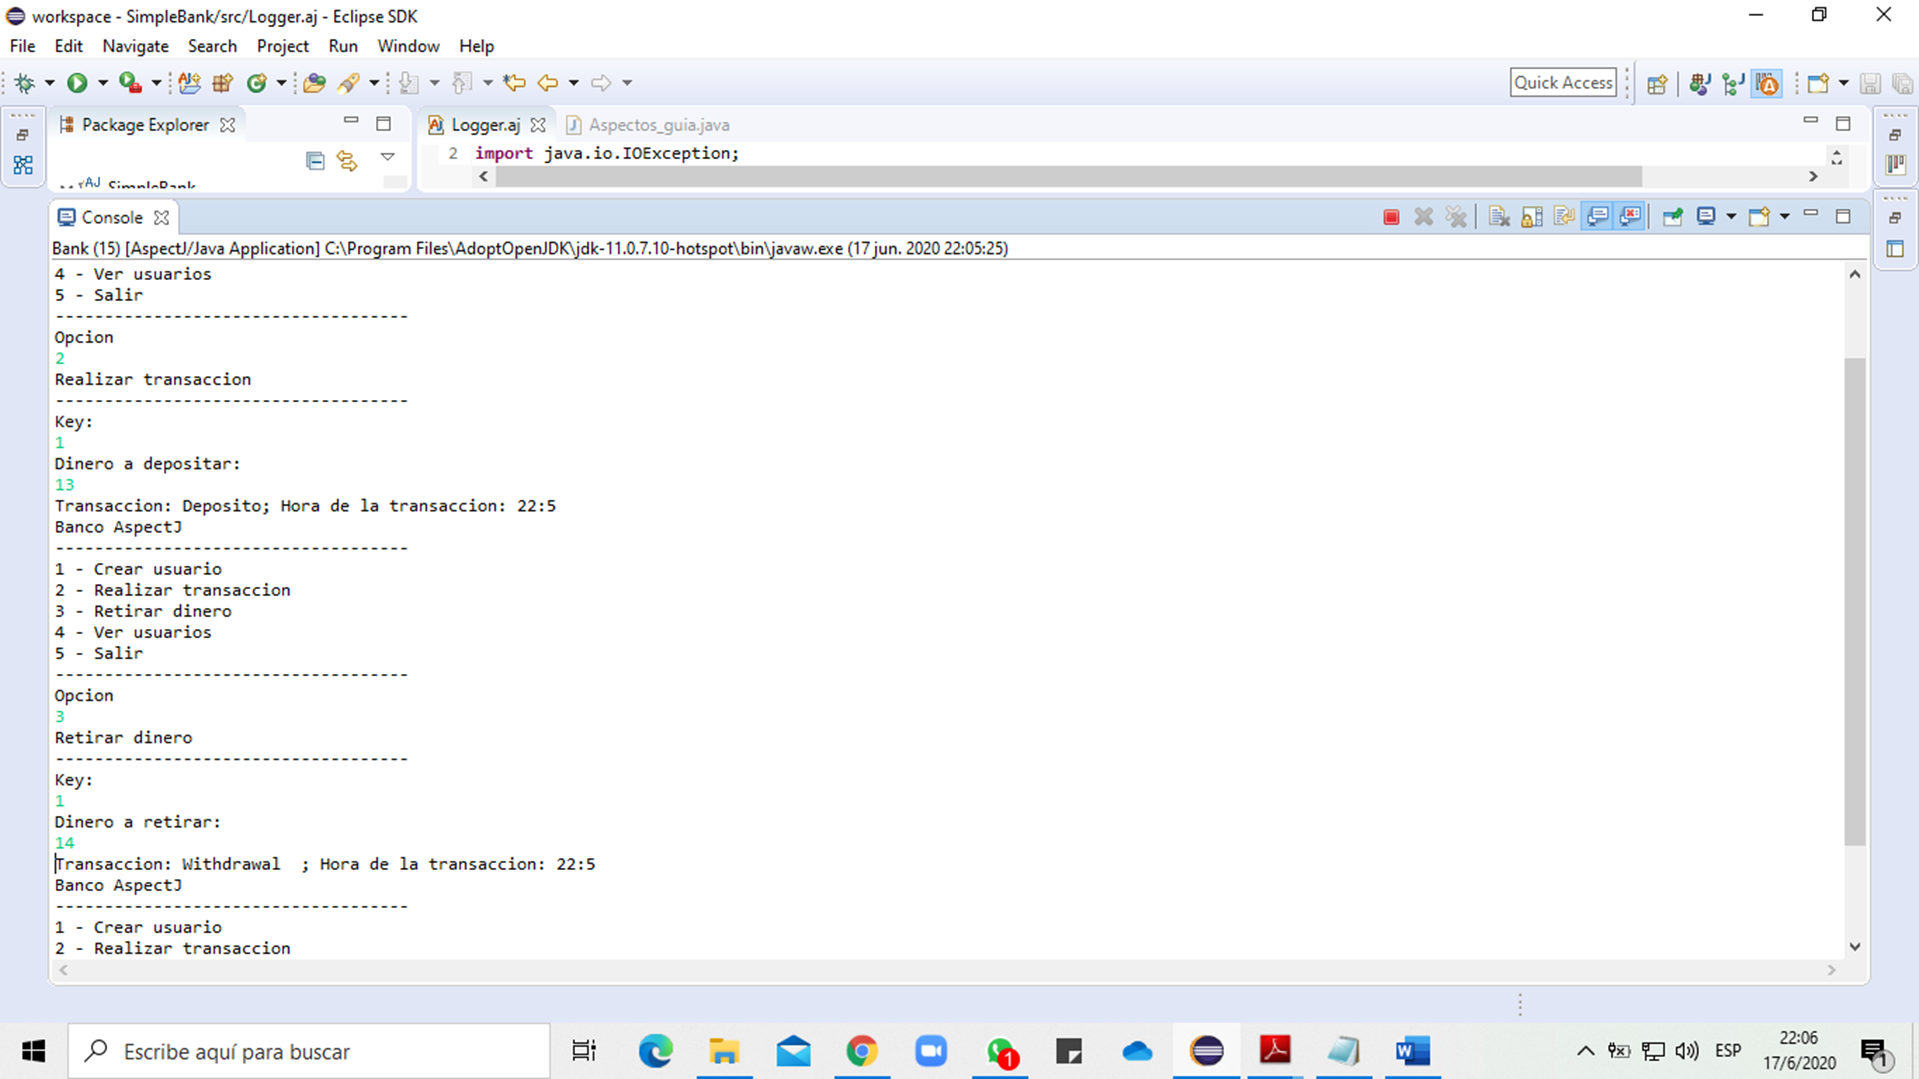 workspace - SimpleBank/src/Logger.aj - Eclipse SDK
File Edit Navigate Search Project Run Window Help
Quick Access
Package Explorer
Logger.aj
Aspectos_guia.java
2 import java.io.IOException;
SimpleBank
Console
Bank (15) [AspectJ/Java Application] C:\Program Files\AdoptOpenJDK\jdk-11.0.7.10-hotspot\bin\javaw.exe (17 jun. 2020 22:05:25)
4 - Ver usuarios
5 - Salir
------------------------------------
Opcion
2
Realizar transaccion
------------------------------------
Key:
1
Dinero a depositar:
13
Transaccion: Deposito; Hora de la transaccion: 22:5
Banco AspectJ
------------------------------------
1 - Crear usuario
2 - Realizar transaccion
3 - Retirar dinero
4 - Ver usuarios
5 - Salir
------------------------------------
Opcion
3
Retirar dinero
------------------------------------
Key:
1
Dinero a retirar:
14
Transaccion: Withdrawal  ; Hora de la transaccion: 22:5
Banco AspectJ
------------------------------------
1 - Crear usuario
2 - Realizar transaccion
Escribe aquí para buscar
1
ESP
22:06
17/6/2020
1